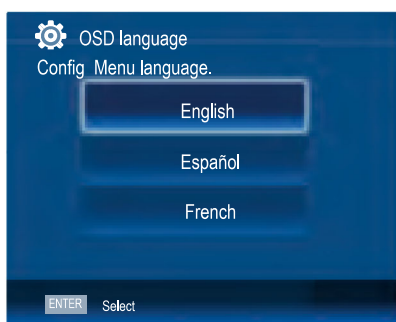 OSD language
Config Menu language.
English
Español
French
ENTER Select